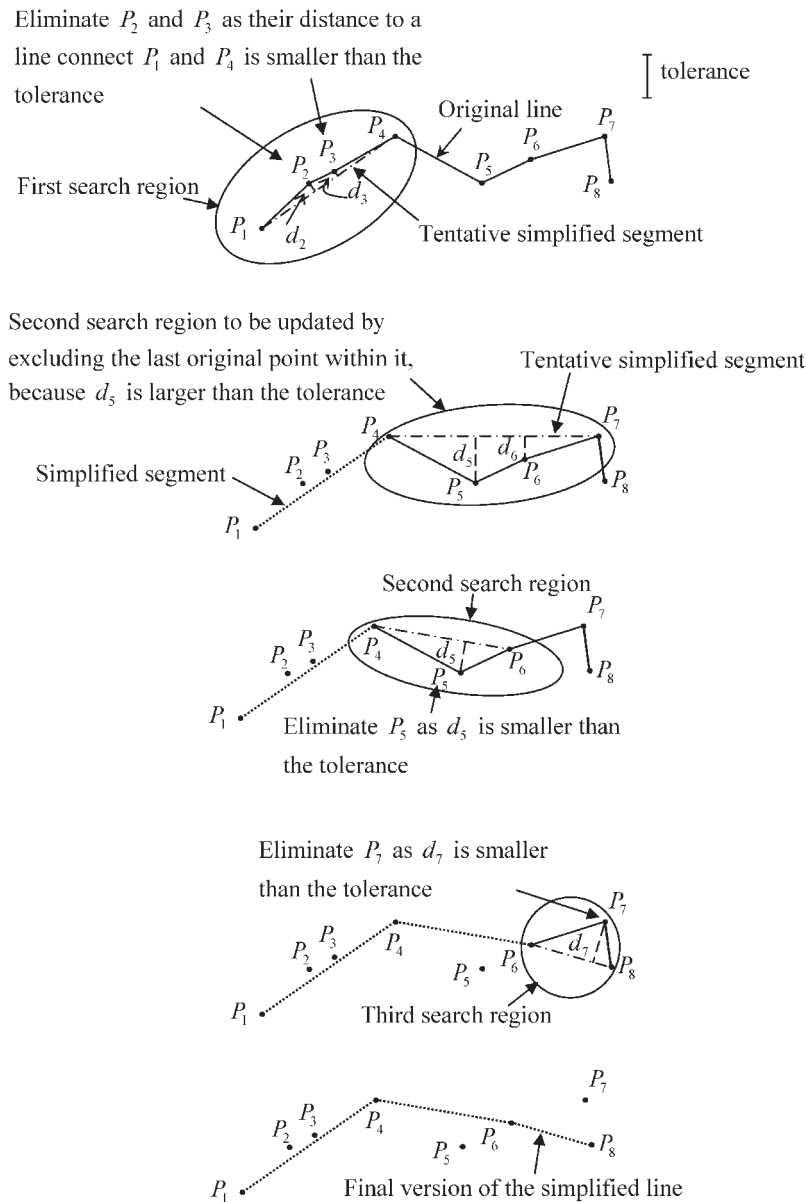 Eliminate P₂ and P₃ as their distance to a
line connect P₁ and P₄ is smaller than the
tolerance
tolerance
Original line
P₇
P₄
P₆
P₃
P₅
P₂
First search region
P₈
d₃
P₁
d₂
Tentative simplified segment
Second search region to be updated by
excluding the last original point within it,
because d₅ is larger than the tolerance
Tentative simplified segment
P₄
P₇
P₃
d₅
d₆
Simplified segment
P₂
P₅
P₆
P₈
P₁
Second search region
P₇
P₃
P₄
d₅
P₂
P₆
P₅
P₈
P₁
Eliminate P₅ as d₅ is smaller than
the tolerance
Eliminate P₇ as d₇ is smaller
than the tolerance
P₇
P₃
P₄
d₇
P₂
P₆
P₅
P₈
P₁
Third search region
P₇
P₃
P₄
P₂
P₆
P₅
P₈
P₁
Final version of the simplified line